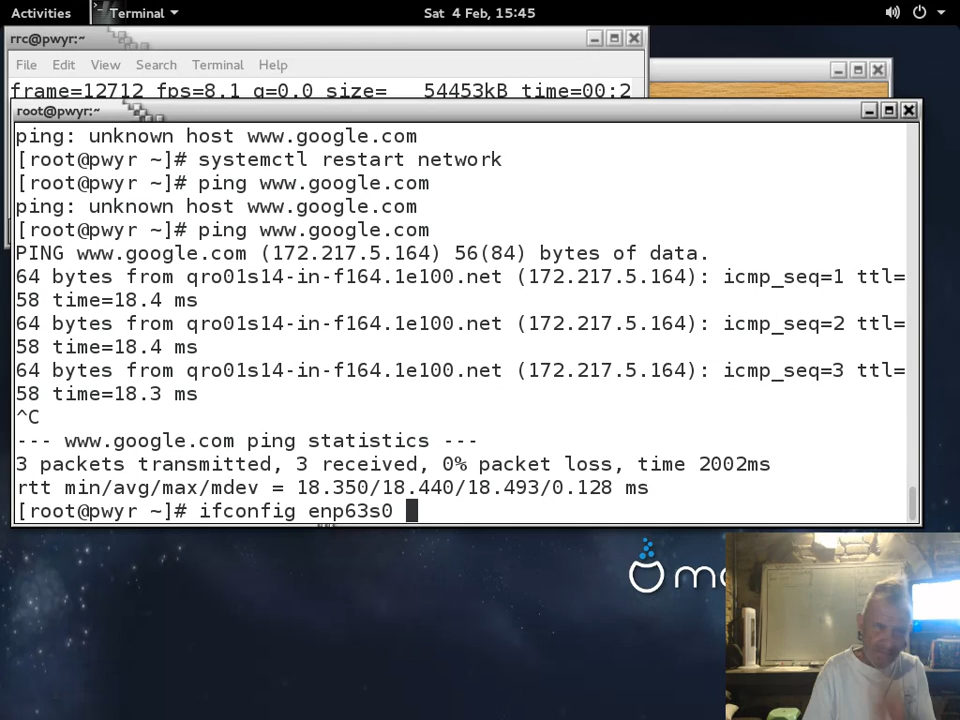 Activities
Terminal
Sat 4 Feb, 15:45
rrc@pwyr:~
File Edit View Search Terminal Help
frame=12712 fps=8.1 q=0.0 size= 54453kB time=00:2
root@pwyr:~
ping: unknown host www.google.com
[root@pwyr ~]# systemctl restart network
[root@pwyr ~]# ping www.google.com
ping: unknown host www.google.com
[root@pwyr ~]# ping www.google.com
PING www.google.com (172.217.5.164) 56(84) bytes of data.
64 bytes from qro01s14-in-f164.1e100.net (172.217.5.164): icmp_seq=1 ttl=
58 time=18.4 ms
64 bytes from qro01s14-in-f164.1e100.net (172.217.5.164): icmp_seq=2 ttl=
58 time=18.4 ms
64 bytes from qro01s14-in-f164.1e100.net (172.217.5.164): icmp_seq=3 ttl=
58 time=18.3 ms
^C
--- www.google.com ping statistics ---
3 packets transmitted, 3 received, 0% packet loss, time 2002ms
rtt min/avg/max/mdev = 18.350/18.440/18.493/0.128 ms
[root@pwyr ~]# ifconfig enp63s0